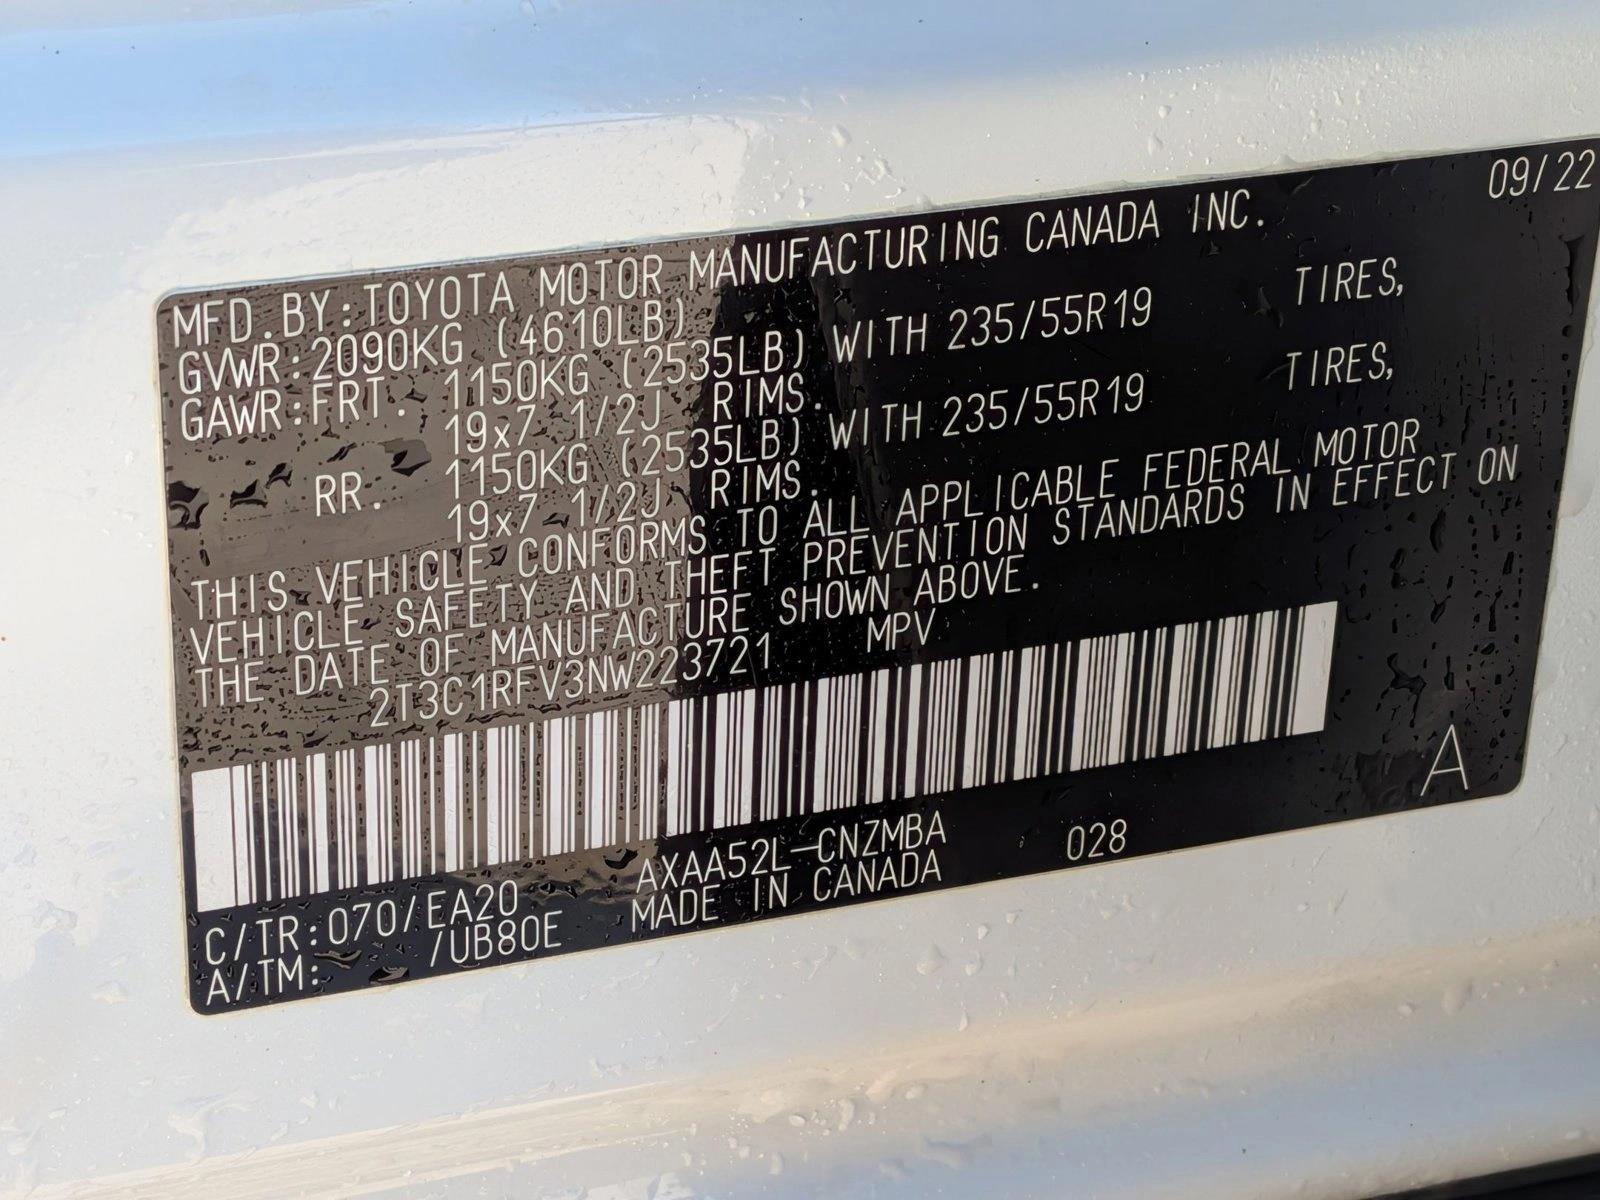 09/22
MFD.BY:TOYOTA MOTOR MANUFACTURING CANADA INC.
GVWR:2090KG (4610LB)
GAWR:FRT. 1150KG (2535LB) WITH 235/55R19 TIRES,
19x7 1/2J RIMS.
RR. 1150KG (2535LB) WITH 235/55R19 TIRES,
19x7 1/2J RIMS.
THIS VEHICLE CONFORMS TO ALL APPLICABLE FEDERAL MOTOR
VEHICLE SAFETY AND THEFT PREVENTION STANDARDS IN EFFECT ON
THE DATE OF MANUFACTURE SHOWN ABOVE.
2T3C1RFV3NW223721 MPV
A
C/TR:070/EA20 AXAA52L-CNZMBA 028
A/TM: /UB80E MADE IN CANADA